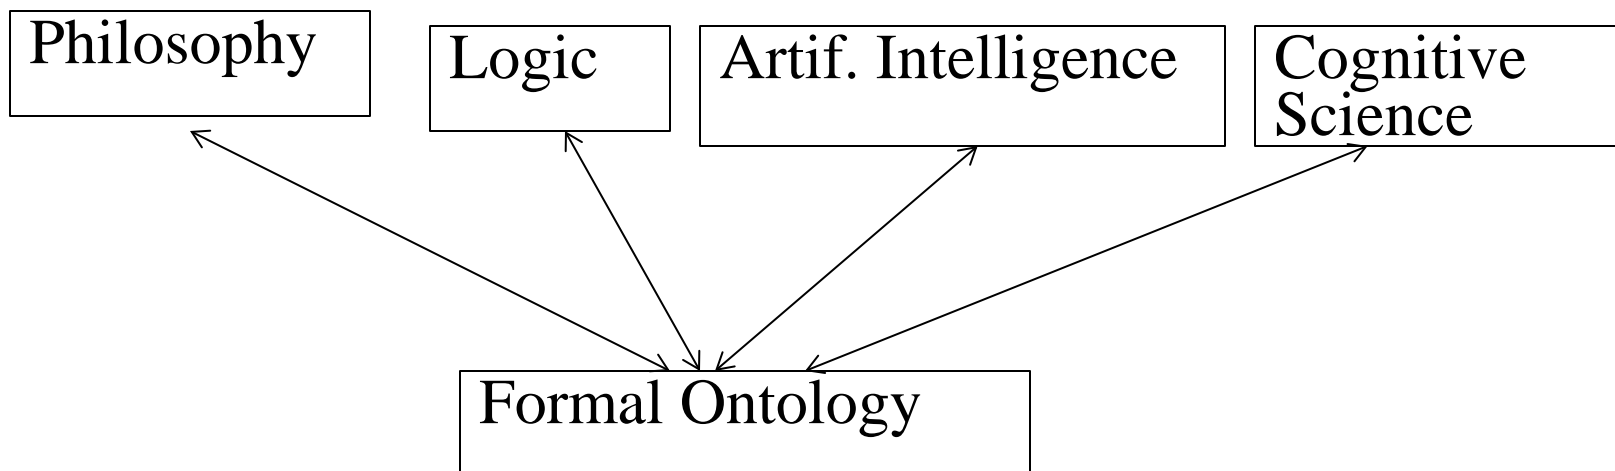 Philosophy
Logic
Artif. Intelligence
Cognitive
Science
Formal Ontology